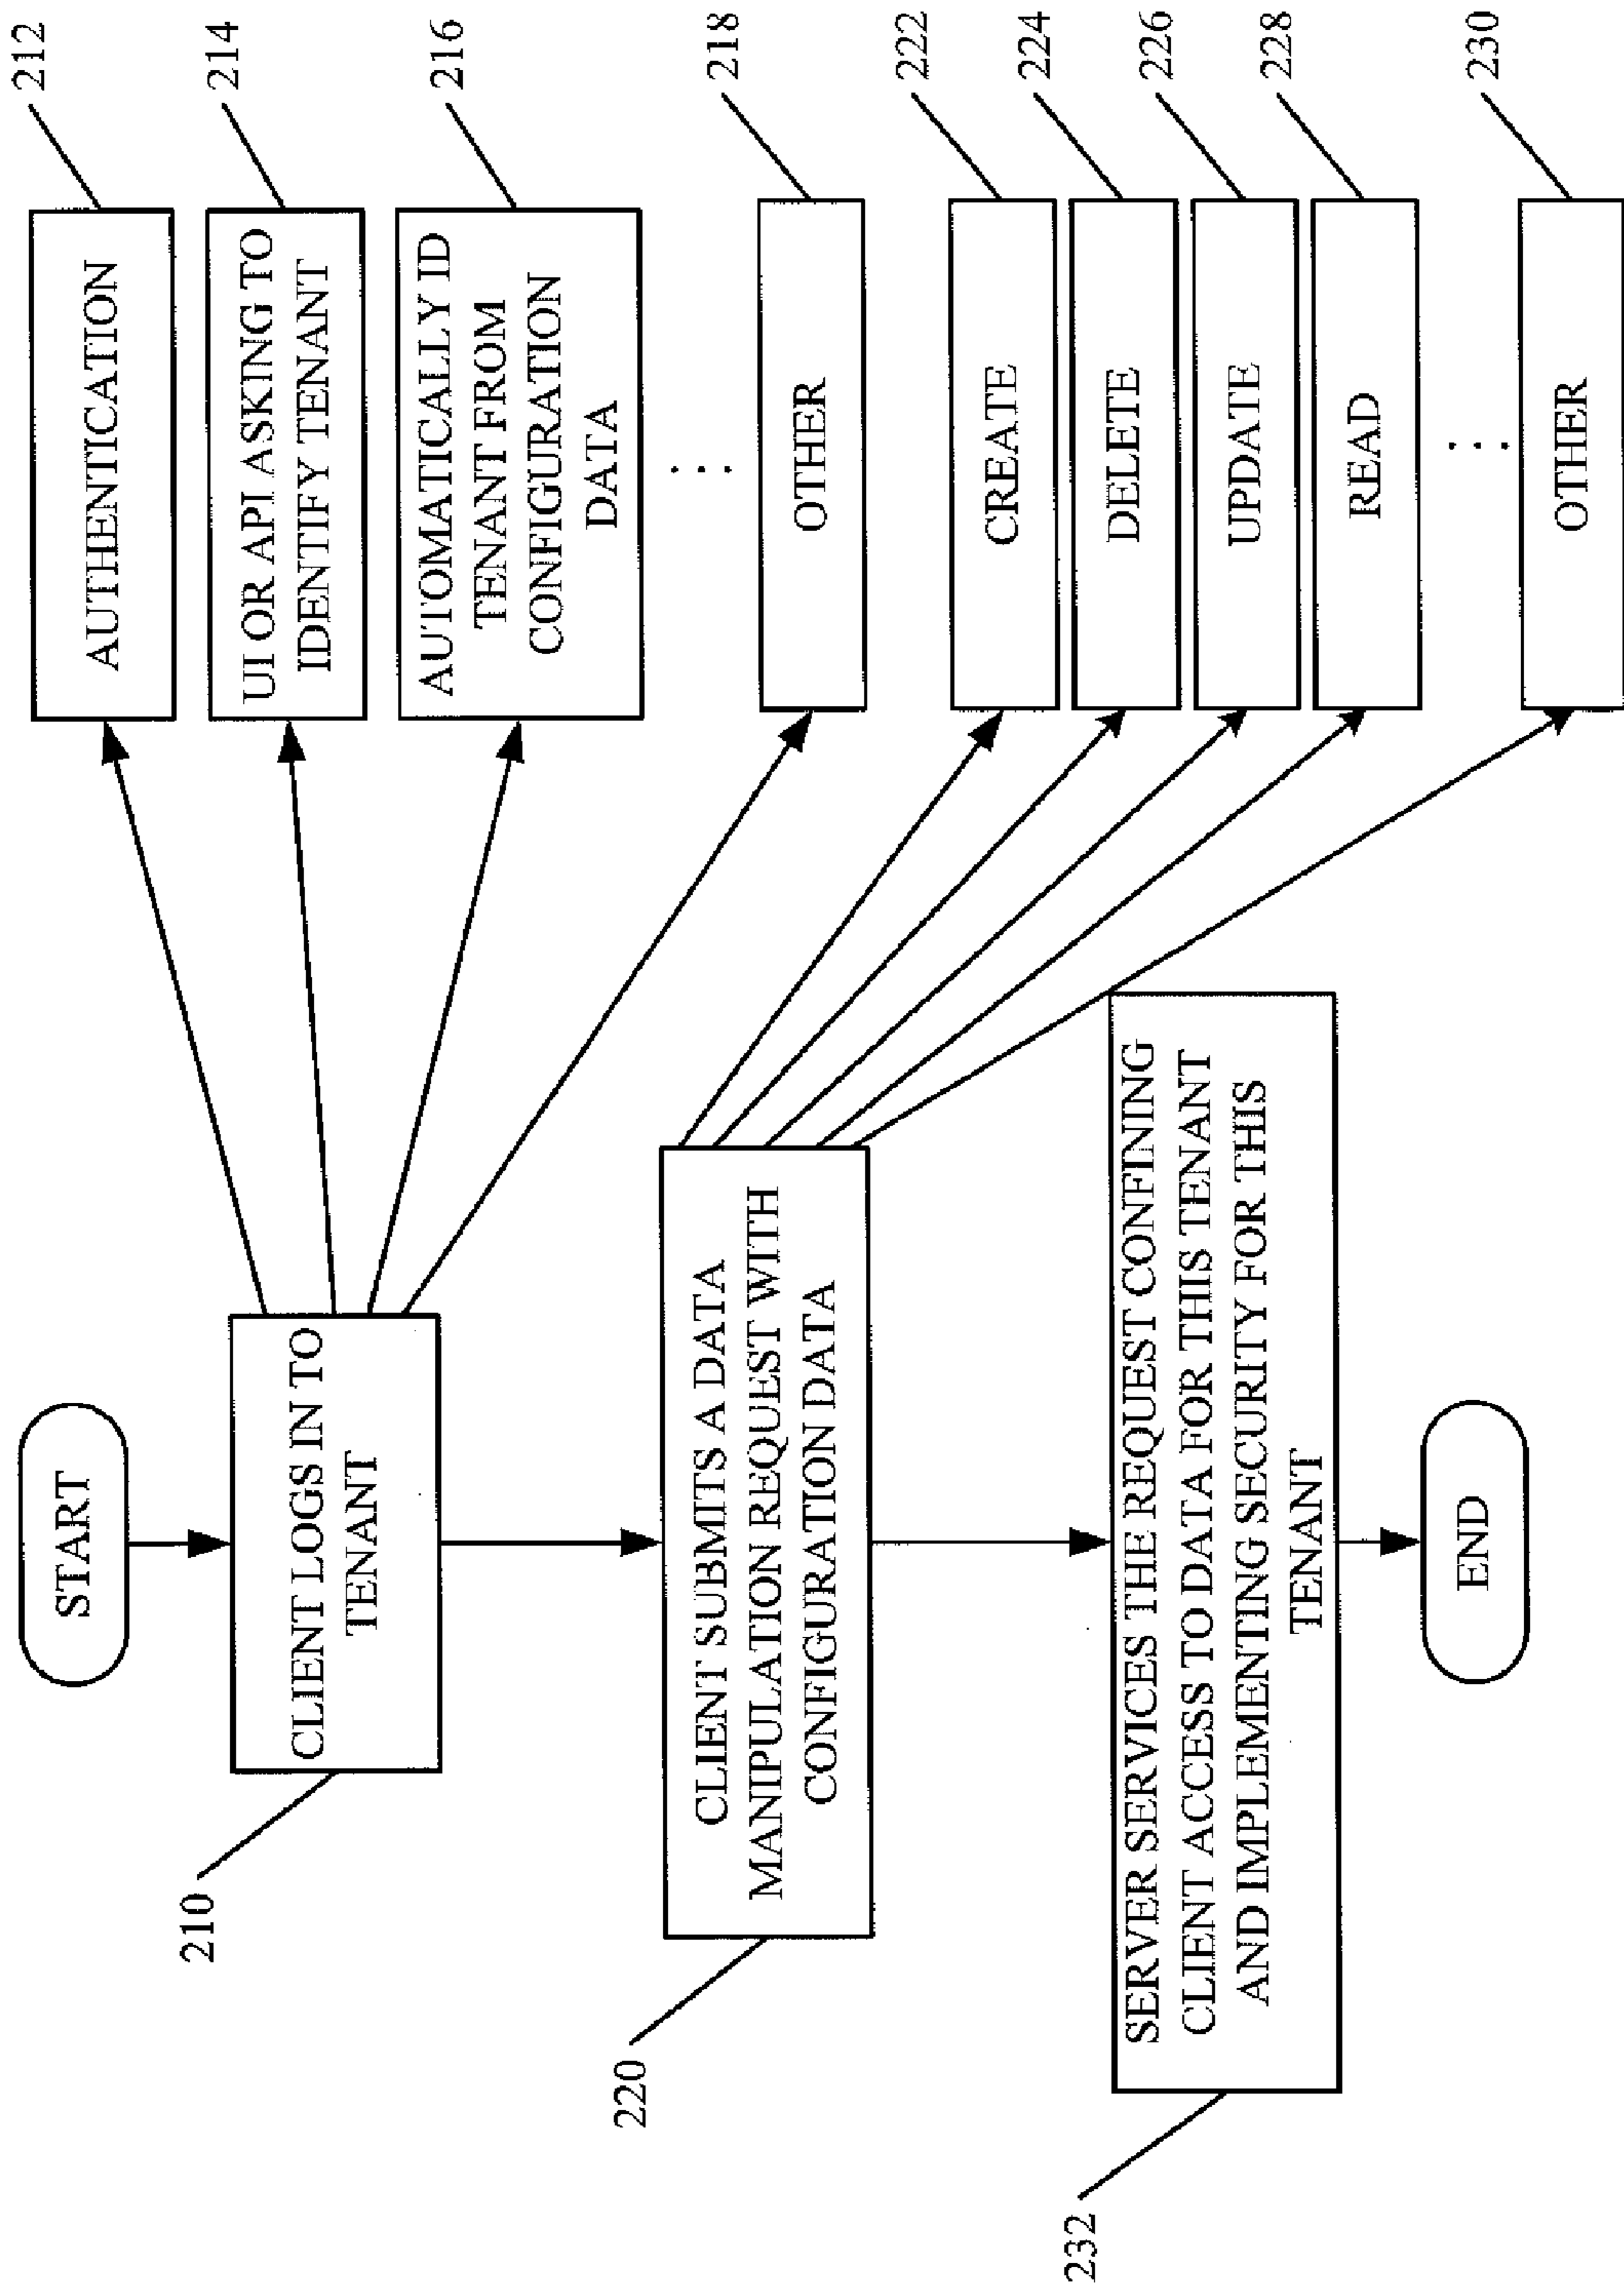 START
CLIENT LOGS IN TO
TENANT
210
AUTHENTICATION
212
UI OR API ASKING TO
IDENTIFY TENANT
214
AUTOMATICALLY ID
TENANT FROM
CONFIGURATION
DATA
216
...
OTHER
218
CLIENT SUBMITS A DATA
MANIPULATION REQUEST WITH
CONFIGURATION DATA
220
CREATE
222
DELETE
224
UPDATE
226
READ
228
...
OTHER
230
SERVER SERVICES THE REQUEST CONFINING
CLIENT ACCESS TO DATA FOR THIS TENANT
AND IMPLEMENTING SECURITY FOR THIS
TENANT
232
END